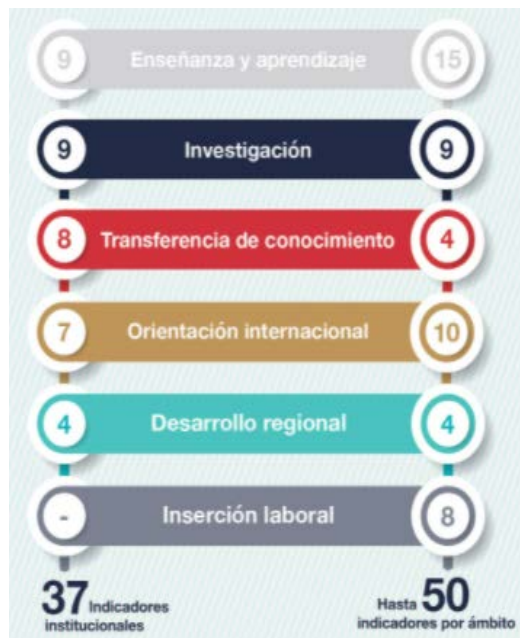 9 Enseñanza y aprendizaje 15
9 Investigación 9
8 Transferencia de conocimiento 4
7 Orientación internacional 10
4 Desarrollo regional 4
- Inserción laboral 8
37 Indicadores
institucionales
Hasta 50
indicadores por ámbito